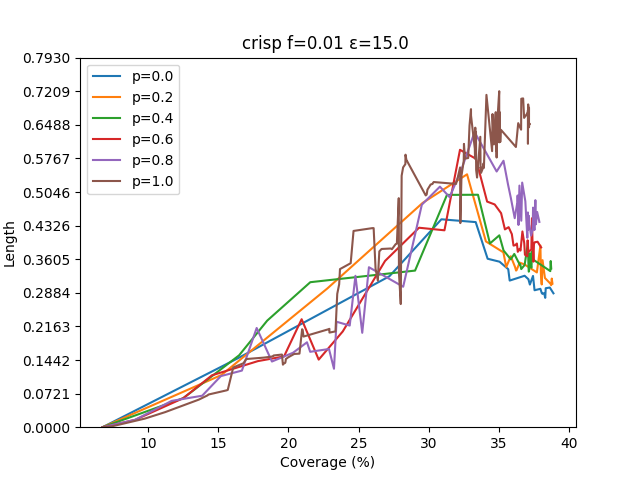 crisp f=0.01 ε=15.0
0.7930
0.7209
0.6488
0.5767
0.5046
0.4326
0.3605
0.2884
0.2163
0.1442
0.0721
0.0000
Length
p=0.0
p=0.2
p=0.4
p=0.6
p=0.8
p=1.0
10 15 20 25 30 35 40
Coverage (%)